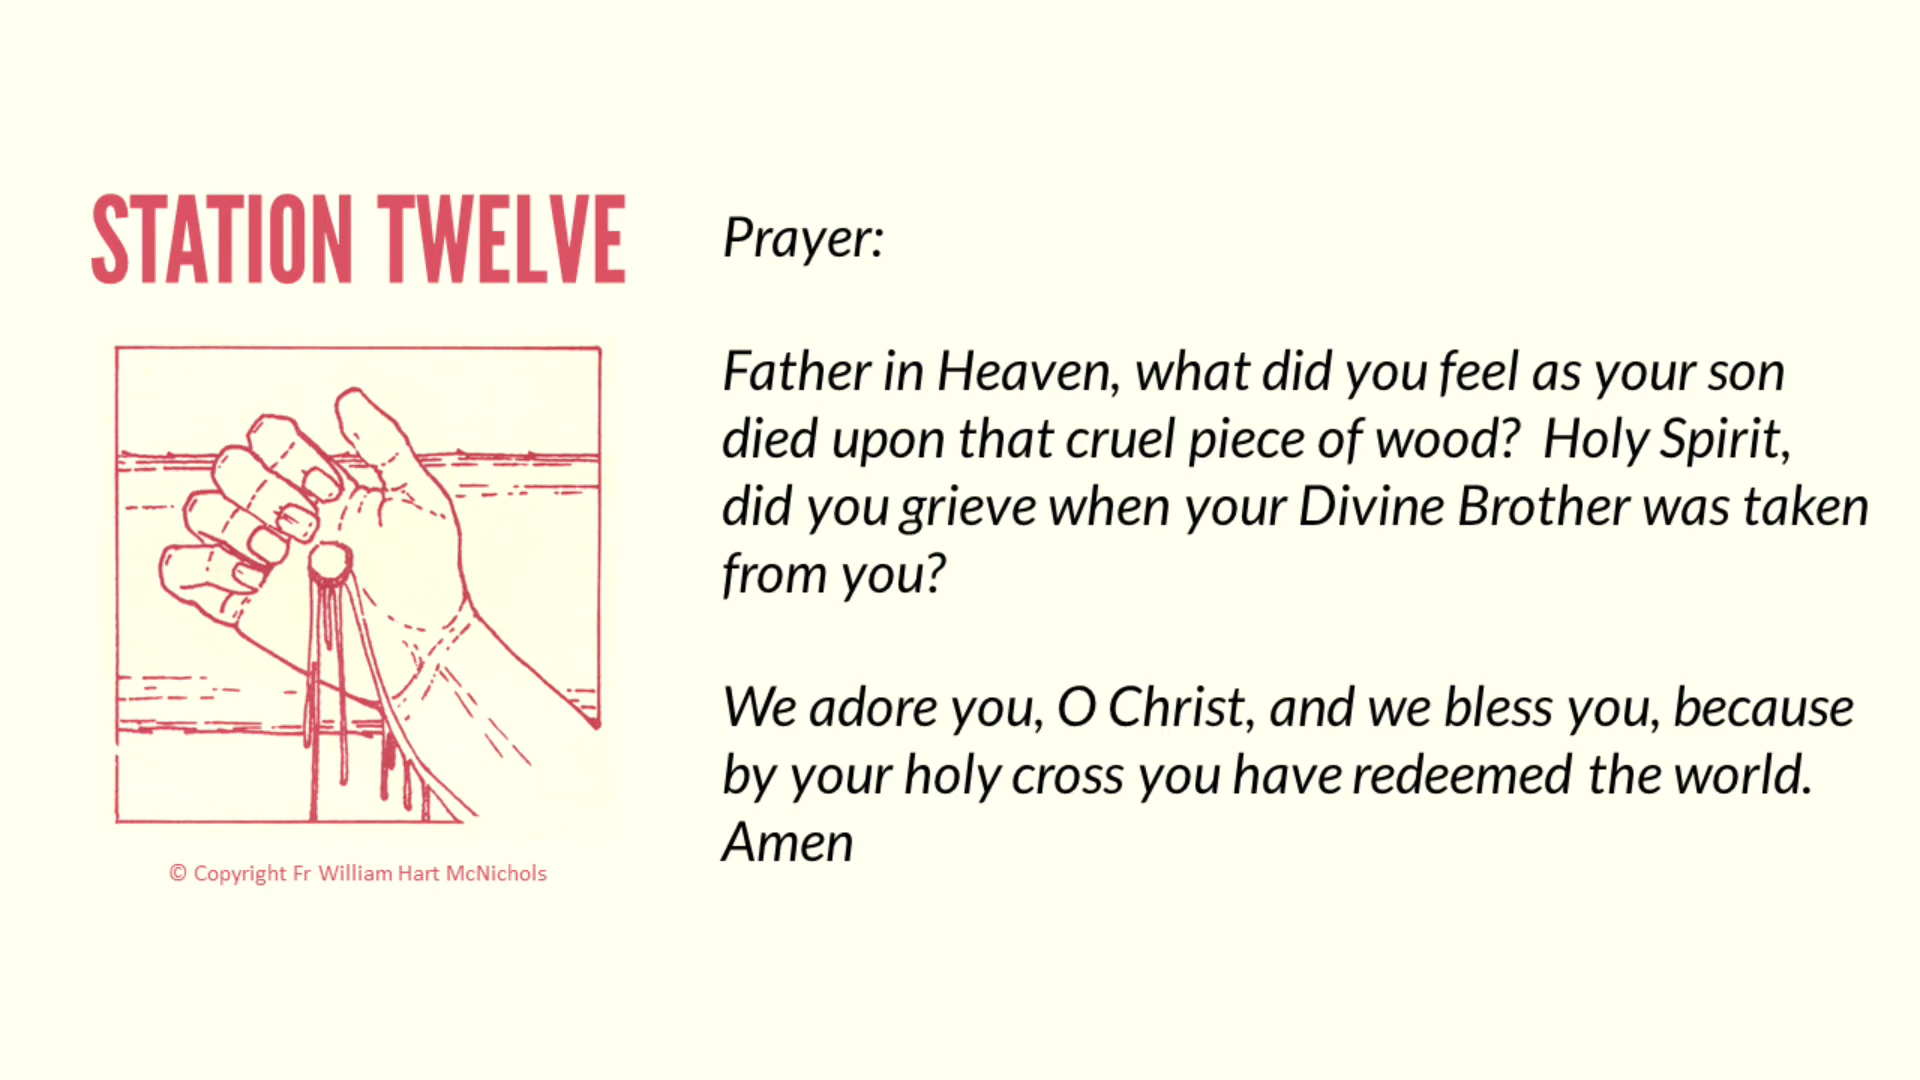 STATION TWELVE
© Copyright Fr William Hart McNichols
Prayer:
Father in Heaven, what did you feel as your son
died upon that cruel piece of wood?  Holy Spirit,
did you grieve when your Divine Brother was taken
from you?
We adore you, O Christ, and we bless you, because
by your holy cross you have redeemed the world.
Amen